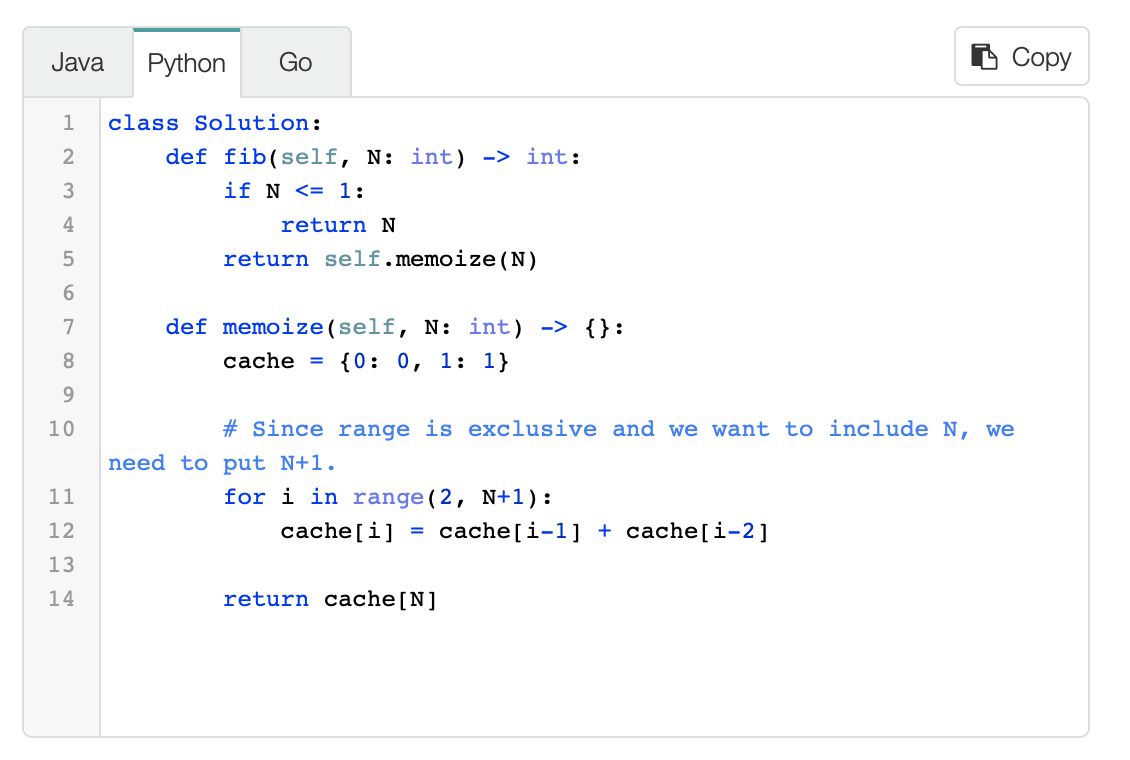 Java
Python
Go
Copy
1 class Solution:
2     def fib(self, N: int) -> int:
3         if N <= 1:
4             return N
5         return self.memoize(N)
6
7     def memoize(self, N: int) -> {}:
8         cache = {0: 0, 1: 1}
9
10         # Since range is exclusive and we want to include N, we
need to put N+1.
11         for i in range(2, N+1):
12             cache[i] = cache[i-1] + cache[i-2]
13
14         return cache[N]